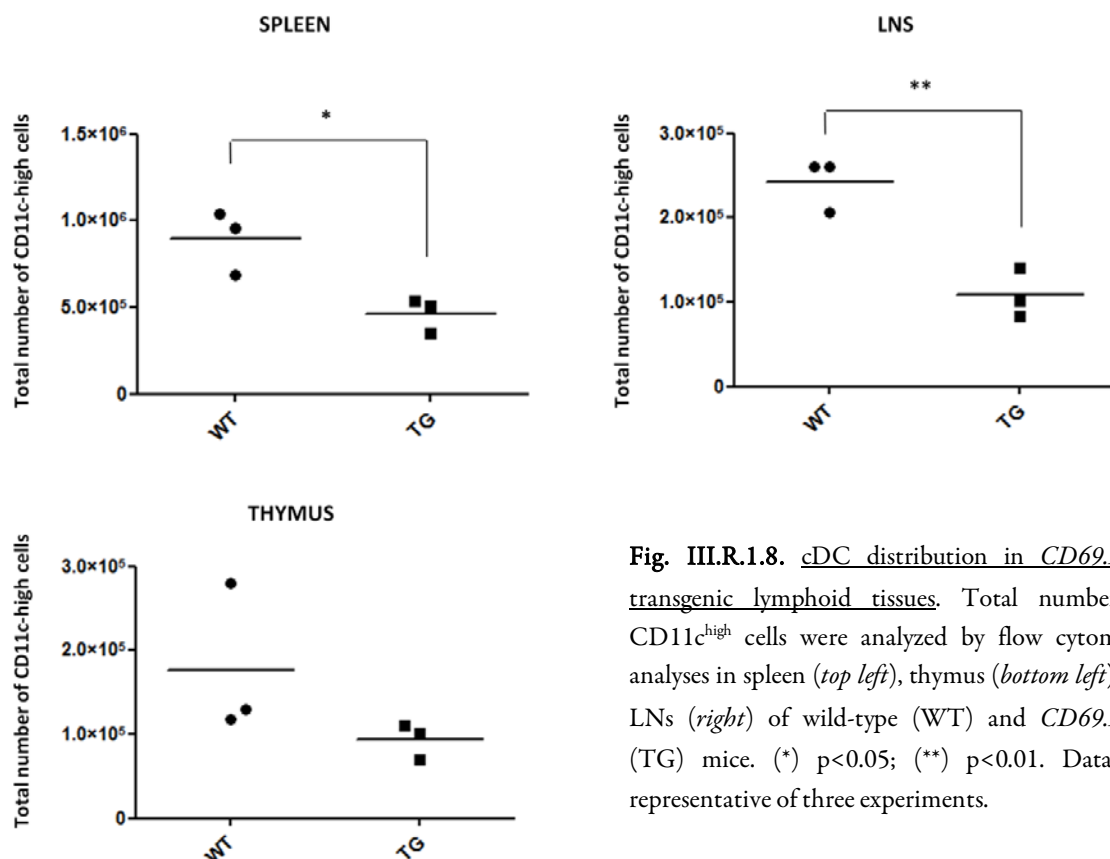 SPLEEN
Total number of CD11c-high cells
*
1.5×10⁶
1.0×10⁶
5.0×10⁵
0
WT
TG
LNS
Total number of CD11c-high cells
**
3.0×10⁵
2.0×10⁵
1.0×10⁵
0
WT
TG
THYMUS
Total number of CD11c-high cells
3.0×10⁵
2.0×10⁵
1.0×10⁵
0
WT
TG
Fig. III.R.1.8. cDC distribution in CD69.
transgenic lymphoid tissues. Total number
CD11c^high cells were analyzed by flow cytom
analyses in spleen (top left), thymus (bottom left)
LNs (right) of wild-type (WT) and CD69.
(TG) mice. (*) p<0.05; (**) p<0.01. Data
representative of three experiments.